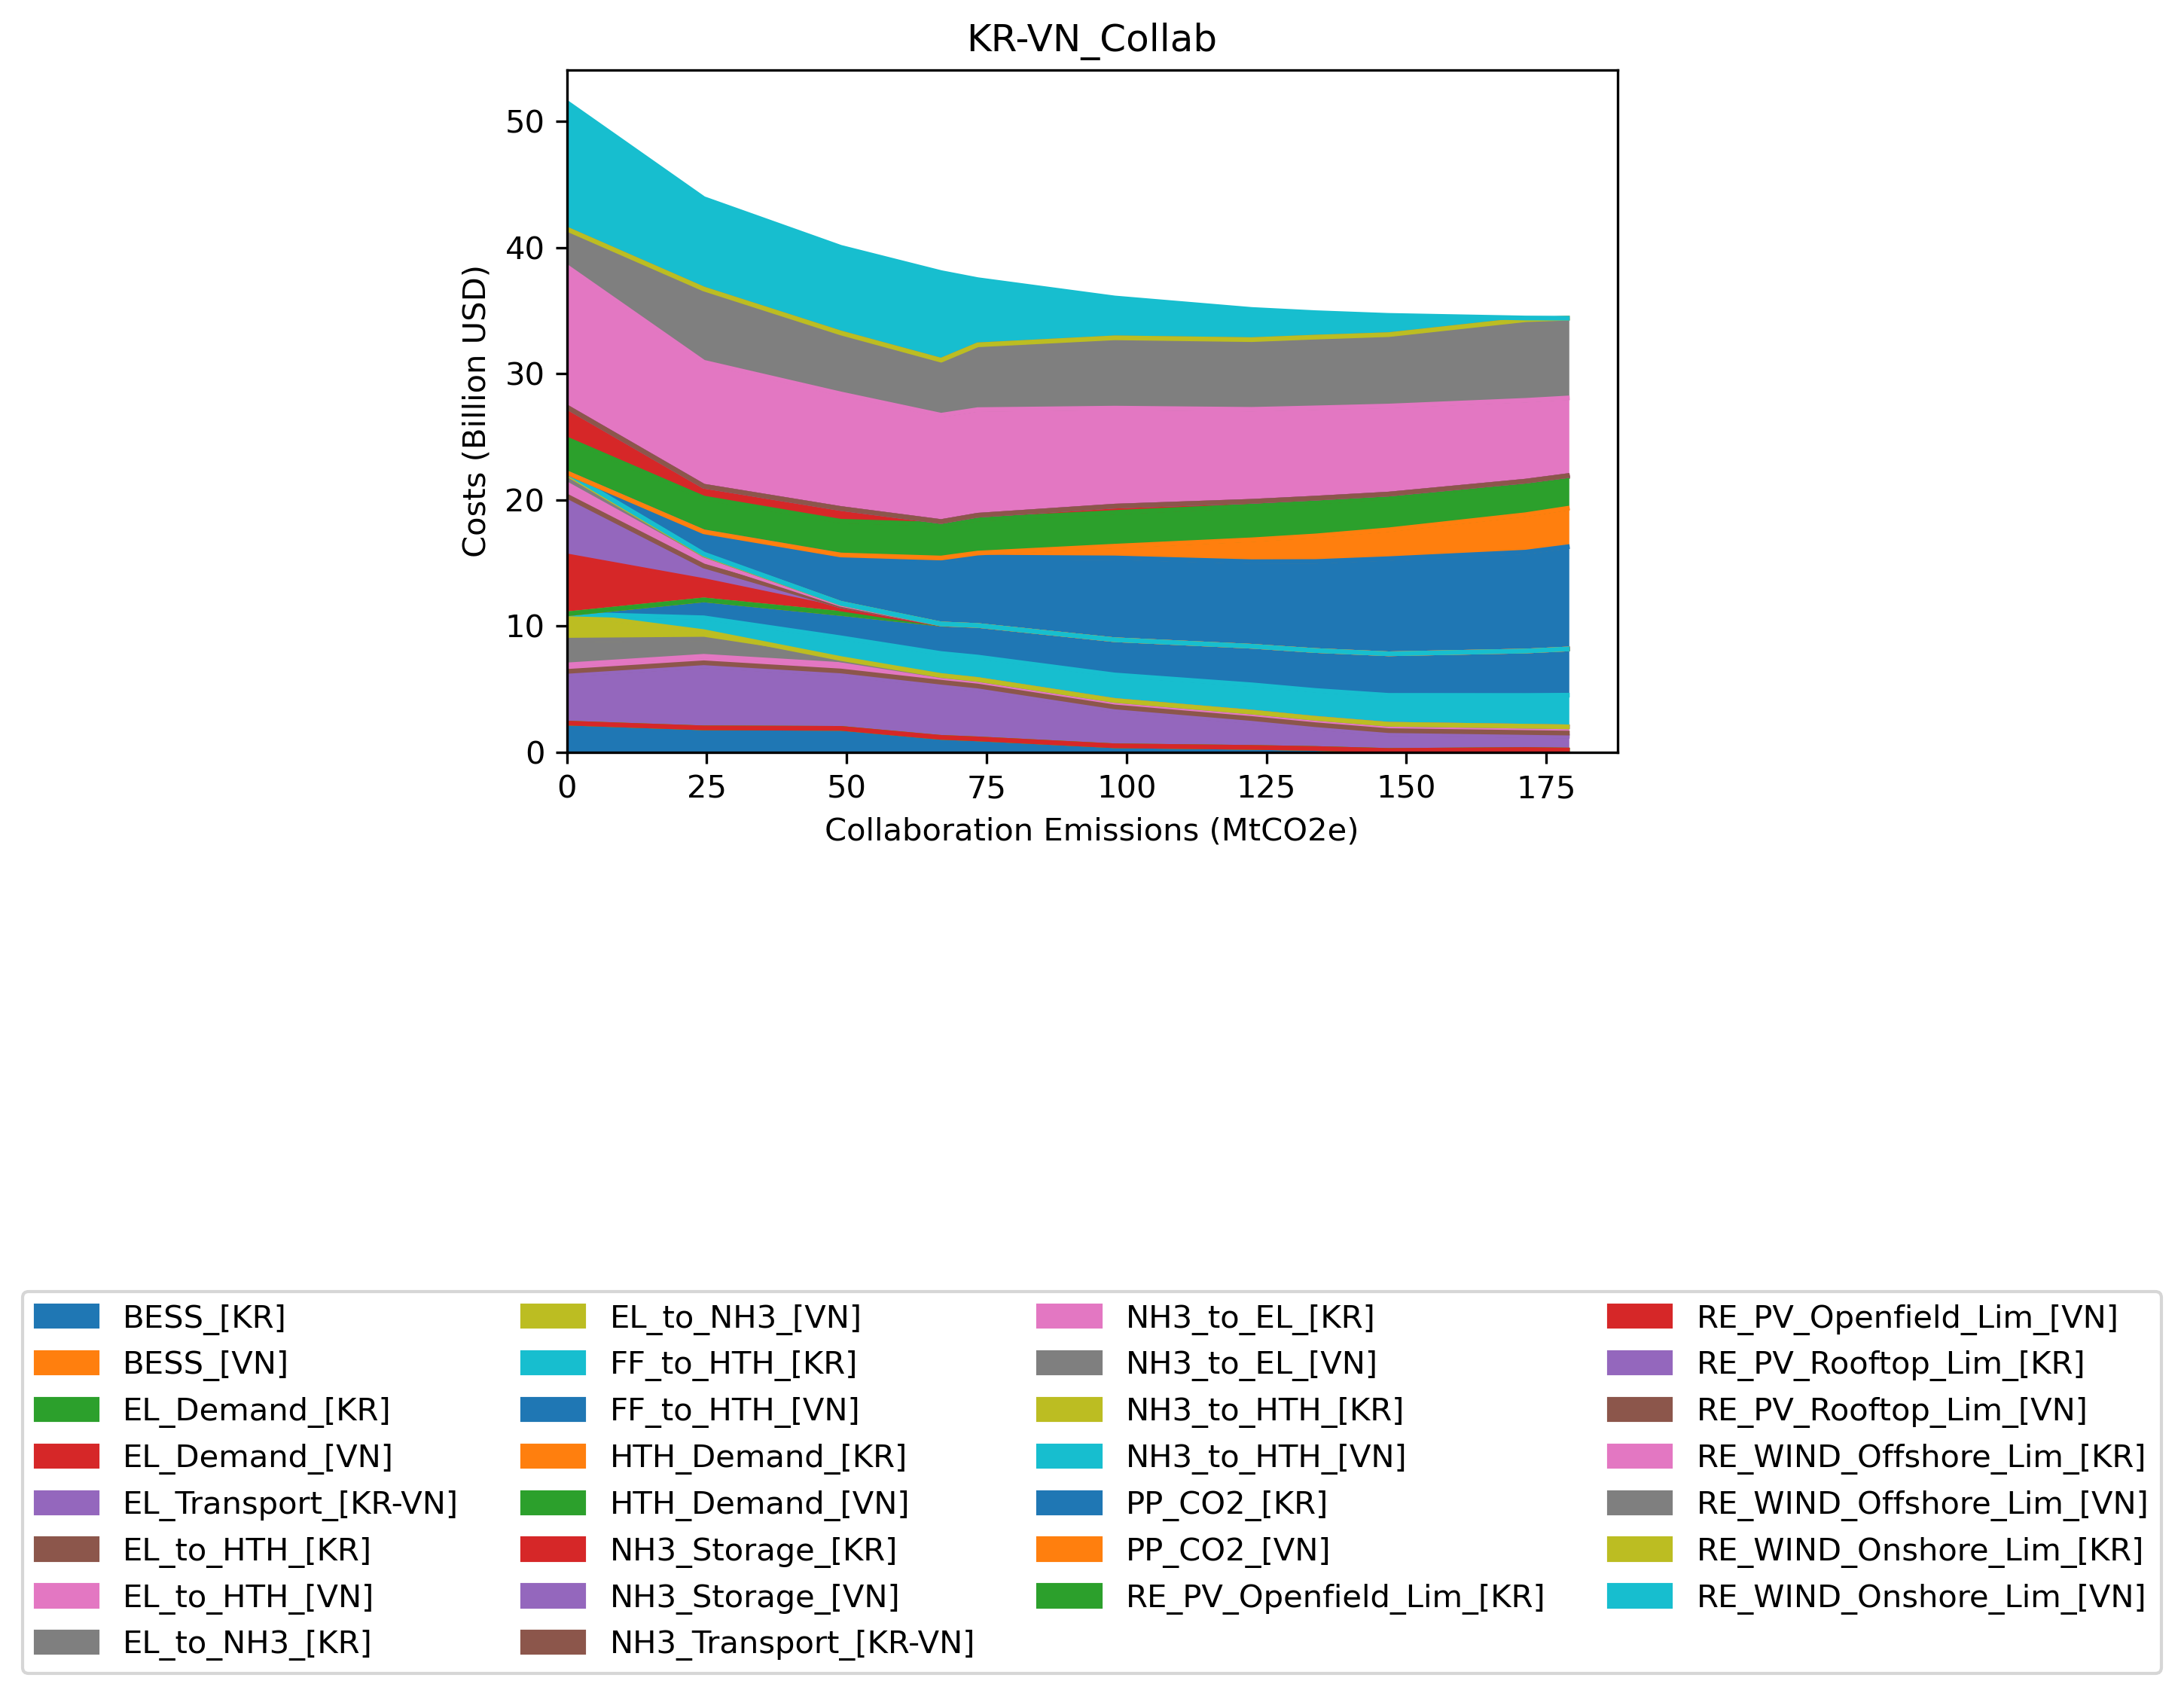 KR-VN_Collab
Costs (Billion USD)
50
40
30
20
10
0
0 25 50 75 100 125 150 175
Collaboration Emissions (MtCO2e)
BESS_[KR]
BESS_[VN]
EL_Demand_[KR]
EL_Demand_[VN]
EL_Transport_[KR-VN]
EL_to_HTH_[KR]
EL_to_HTH_[VN]
EL_to_NH3_[KR]
EL_to_NH3_[VN]
FF_to_HTH_[KR]
FF_to_HTH_[VN]
HTH_Demand_[KR]
HTH_Demand_[VN]
NH3_Storage_[KR]
NH3_Storage_[VN]
NH3_Transport_[KR-VN]
NH3_to_EL_[KR]
NH3_to_EL_[VN]
NH3_to_HTH_[KR]
NH3_to_HTH_[VN]
PP_CO2_[KR]
PP_CO2_[VN]
RE_PV_Openfield_Lim_[KR]
RE_PV_Openfield_Lim_[VN]
RE_PV_Rooftop_Lim_[KR]
RE_PV_Rooftop_Lim_[VN]
RE_WIND_Offshore_Lim_[KR]
RE_WIND_Offshore_Lim_[VN]
RE_WIND_Onshore_Lim_[KR]
RE_WIND_Onshore_Lim_[VN]